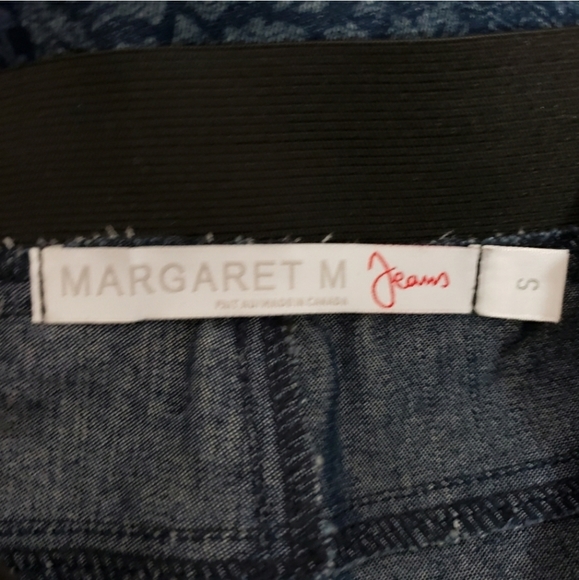 MARGARET M Jeans
FAIT AU MADE IN CANADA
S